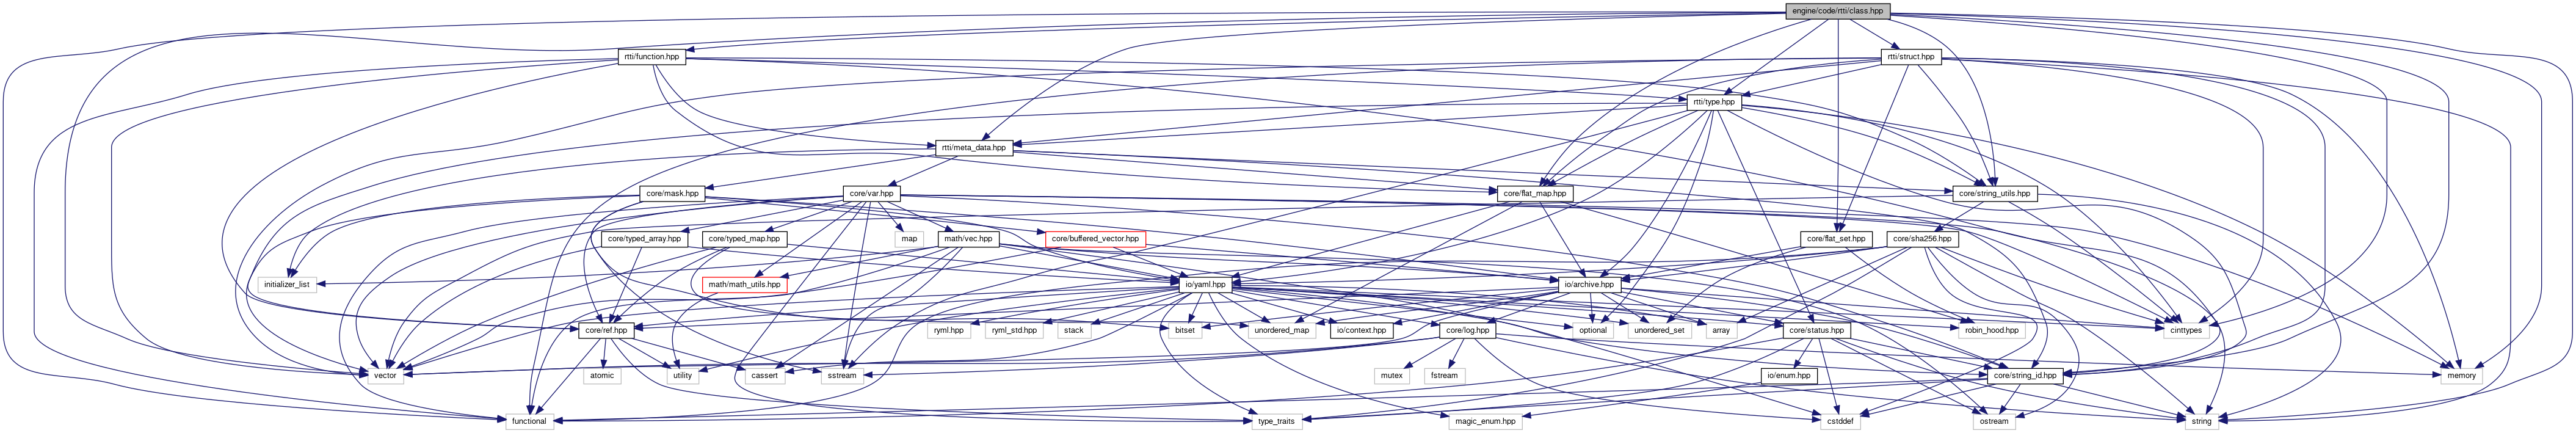 engine/code/rtti/class.hpp
rtti/function.hpp
rtti/struct.hpp
rtti/type.hpp
rtti/meta_data.hpp
core/mask.hpp
core/var.hpp
core/flat_map.hpp
core/string_utils.hpp
core/typed_array.hpp
core/typed_map.hpp
map
math/vec.hpp
core/buffered_vector.hpp
core/flat_set.hpp
core/sha256.hpp
initializer_list
math/math_utils.hpp
io/yaml.hpp
io/archive.hpp
core/ref.hpp
ryml.hpp
ryml_std.hpp
stack
bitset
unordered_map
io/context.hpp
core/log.hpp
optional
unordered_set
array
core/status.hpp
robin_hood.hpp
cinttypes
vector
atomic
utility
cassert
sstream
mutex
fstream
io/enum.hpp
core/string_id.hpp
memory
functional
type_traits
magic_enum.hpp
cstddef
ostream
string